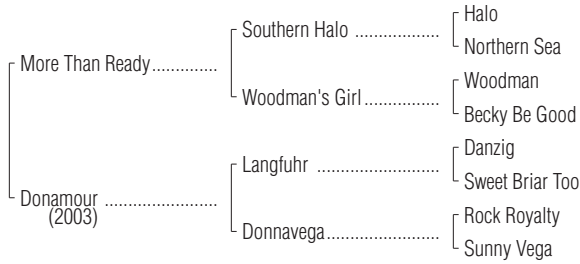 Halo
Southern Halo ..................
Northern Sea
More Than Ready.............
Woodman
Woodman's Girl................
Becky Be Good
Danzig
Langfuhr .........................
Sweet Briar Too
Donamour ......................
(2003)
Rock Royalty
Donnavega.......................
Sunny Vega